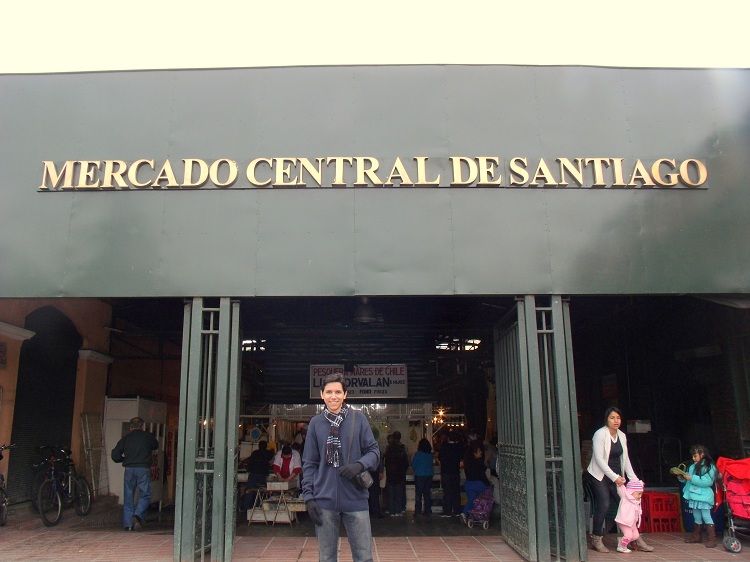 MERCADO CENTRAL DE SANTIAGO
PESQUERA MARES DE CHILE